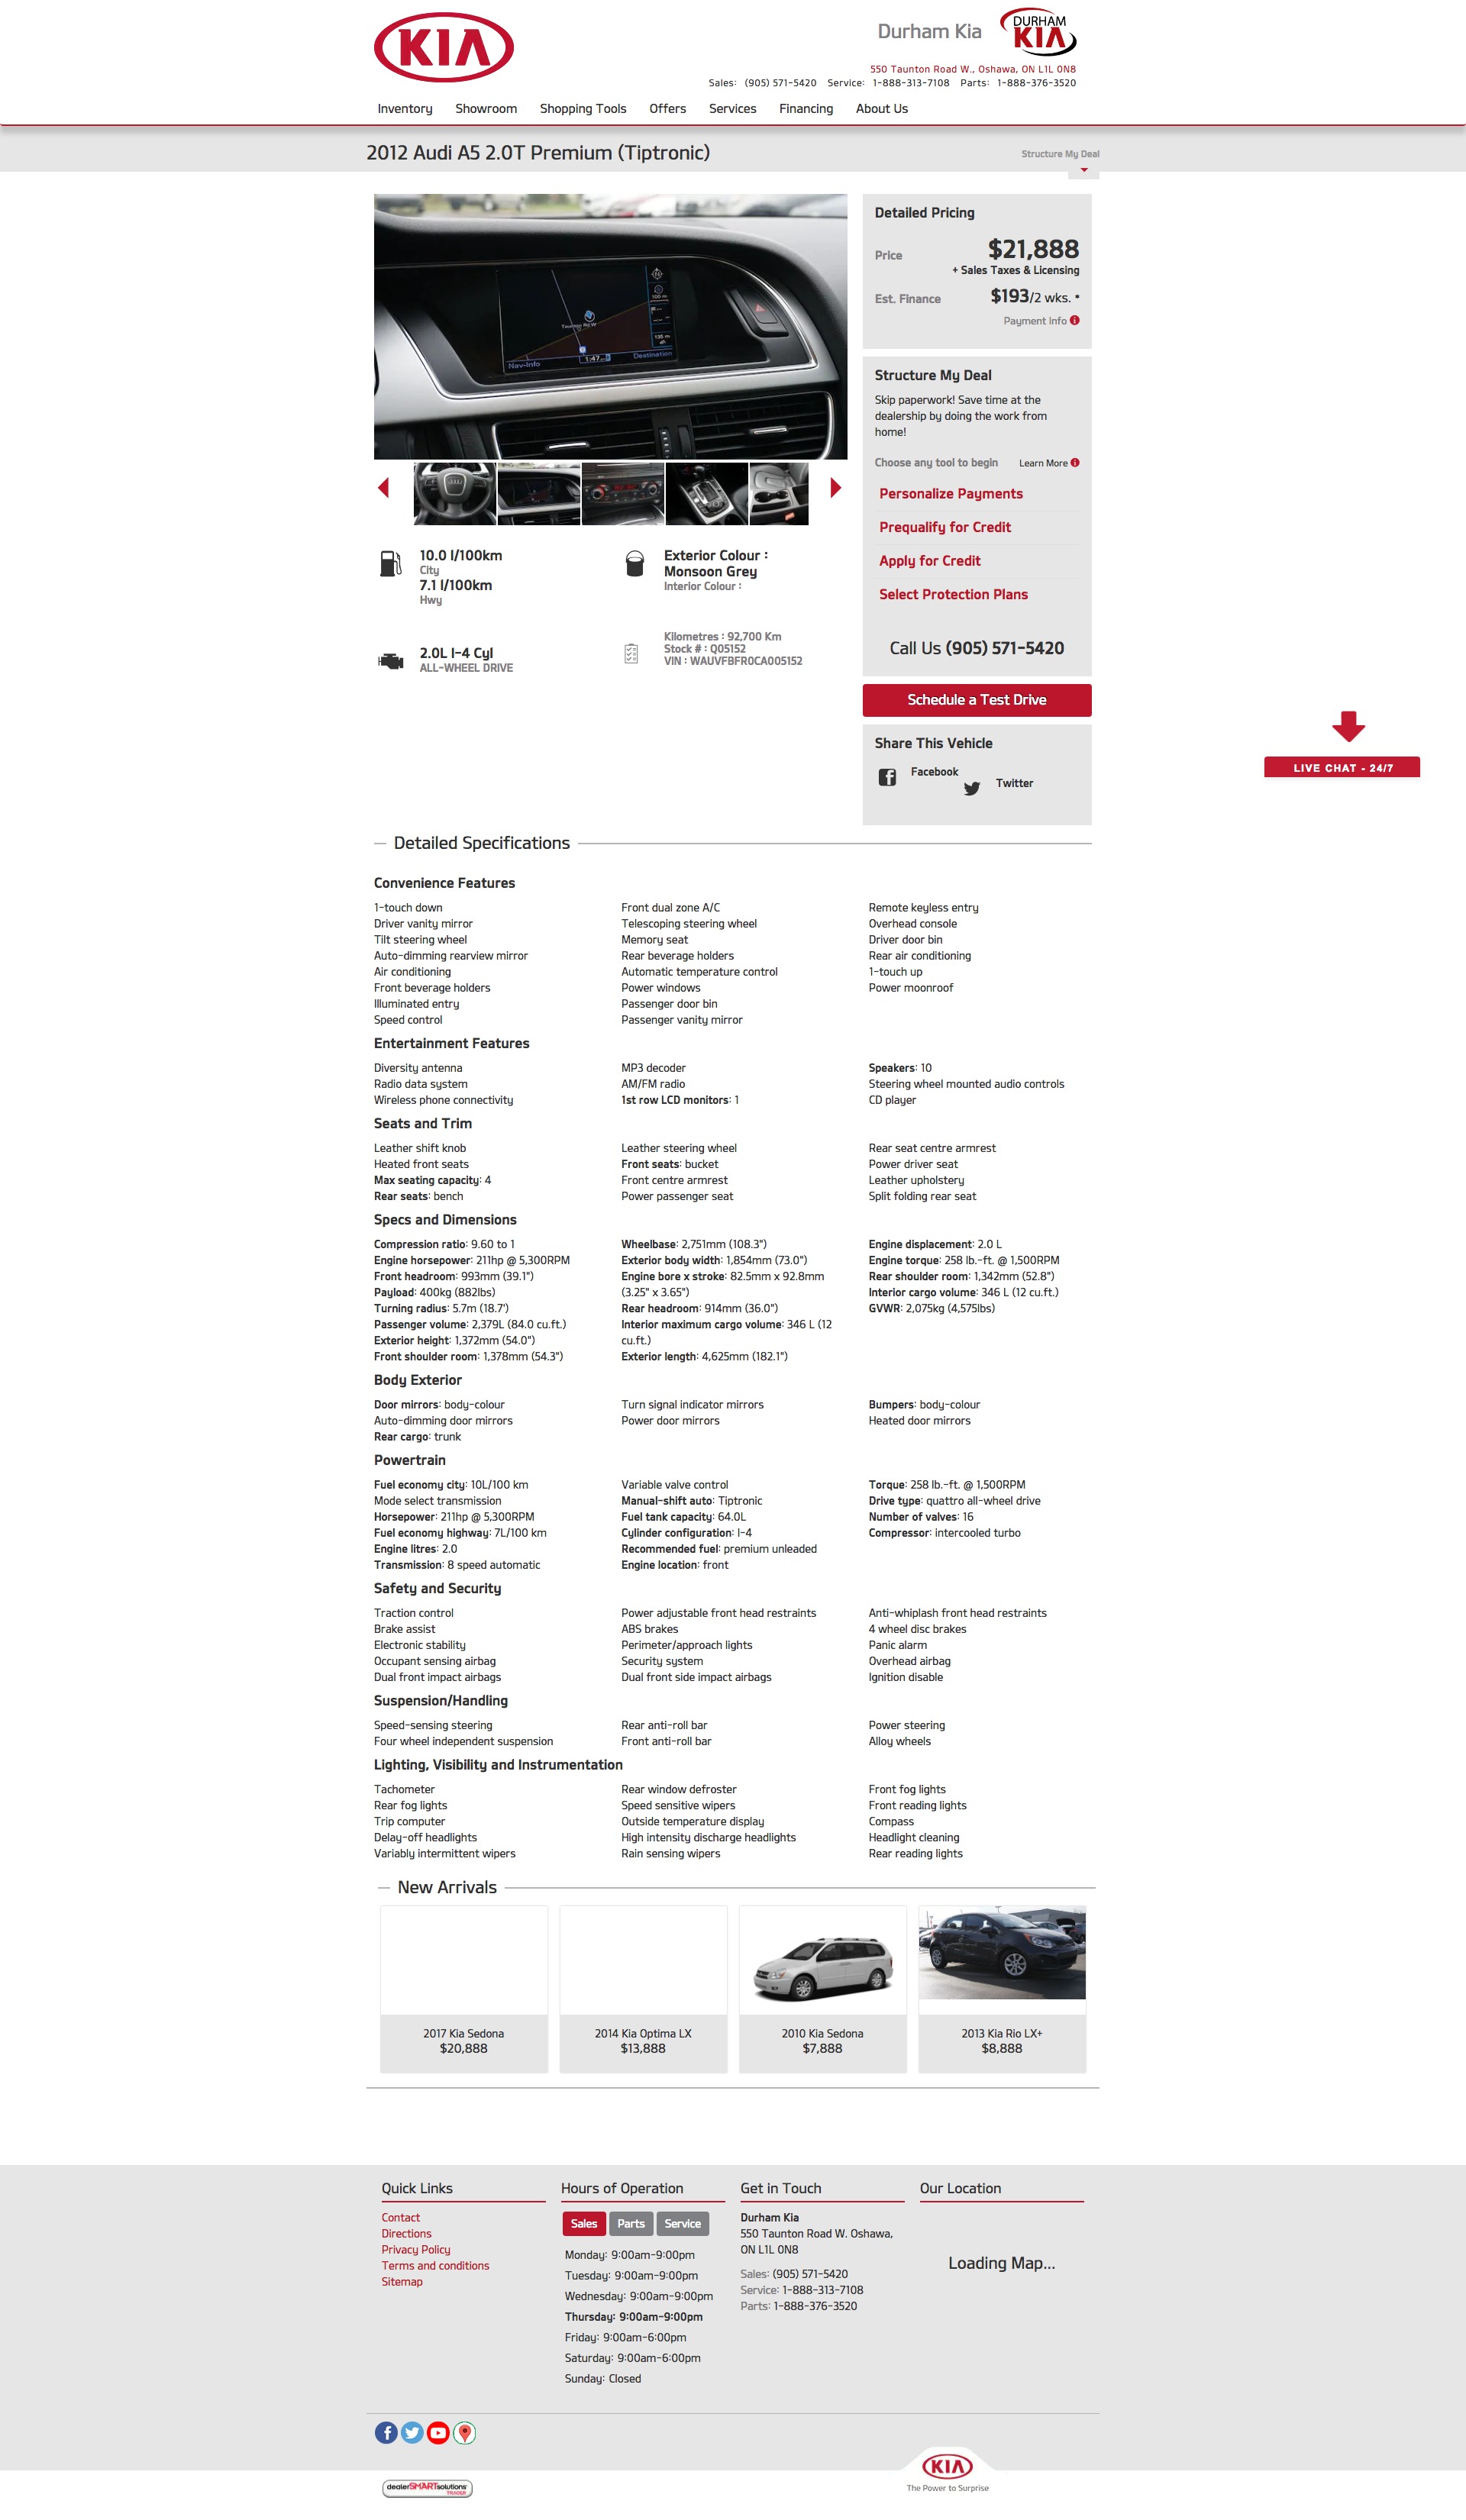 KIA
Durham Kia
DURHAM
KIA
550 Taunton Road W., Oshawa, ON L1L 0N8
Sales: (905) 571-5420 Service: 1-888-313-7108 Parts: 1-888-376-3520
Inventory Showroom Shopping Tools Offers Services Financing About Us
2012 Audi A5 2.0T Premium (Tiptronic)
Structure My Deal
100 m
Taunton Rd W
135 m
1:47
Nav-Info
Destination
Detailed Pricing
Price $21,888
+ Sales Taxes & Licensing
Est. Finance $193/2 wks. *
Payment Info
Structure My Deal
Skip paperwork! Save time at the
dealership by doing the work from
home!
Choose any tool to begin Learn More
Personalize Payments
Prequalify for Credit
Apply for Credit
Select Protection Plans
Call Us (905) 571-5420
Schedule a Test Drive
Share This Vehicle
Facebook
Twitter
10.0 l/100km
City
7.1 l/100km
Hwy
Exterior Colour :
Monsoon Grey
Interior Colour :
2.0L I-4 Cyl
ALL-WHEEL DRIVE
Kilometres : 92,700 Km
Stock # : Q05152
VIN : WAUVFBFR0CA005152
LIVE CHAT - 24/7
Detailed Specifications
Convenience Features
1-touch down Front dual zone A/C Remote keyless entry
Driver vanity mirror Telescoping steering wheel Overhead console
Tilt steering wheel Memory seat Driver door bin
Auto-dimming rearview mirror Rear beverage holders Rear air conditioning
Air conditioning Automatic temperature control 1-touch up
Front beverage holders Power windows Power moonroof
Illuminated entry Passenger door bin
Speed control Passenger vanity mirror
Entertainment Features
Diversity antenna MP3 decoder Speakers: 10
Radio data system AM/FM radio Steering wheel mounted audio controls
Wireless phone connectivity 1st row LCD monitors: 1 CD player
Seats and Trim
Leather shift knob Leather steering wheel Rear seat centre armrest
Heated front seats Front seats: bucket Power driver seat
Max seating capacity: 4 Front centre armrest Leather upholstery
Rear seats: bench Power passenger seat Split folding rear seat
Specs and Dimensions
Compression ratio: 9.60 to 1 Wheelbase: 2,751mm (108.3") Engine displacement: 2.0 L
Engine horsepower: 211hp @ 5,300RPM Exterior body width: 1,854mm (73.0") Engine torque: 258 lb.-ft. @ 1,500RPM
Front headroom: 993mm (39.1") Engine bore x stroke: 82.5mm x 92.8mm Rear shoulder room: 1,342mm (52.8")
Payload: 400kg (882lbs) (3.25" x 3.65") Interior cargo volume: 346 L (12 cu.ft.)
Turning radius: 5.7m (18.7') Rear headroom: 914mm (36.0") GVWR: 2,075kg (4,575lbs)
Passenger volume: 2,379L (84.0 cu.ft.) Interior maximum cargo volume: 346 L (12
Exterior height: 1,372mm (54.0") cu.ft.)
Front shoulder room: 1,378mm (54.3") Exterior length: 4,625mm (182.1")
Body Exterior
Door mirrors: body-colour Turn signal indicator mirrors Bumpers: body-colour
Auto-dimming door mirrors Power door mirrors Heated door mirrors
Rear cargo: trunk
Powertrain
Fuel economy city: 10L/100 km Variable valve control Torque: 258 lb.-ft. @ 1,500RPM
Mode select transmission Manual-shift auto: Tiptronic Drive type: quattro all-wheel drive
Horsepower: 211hp @ 5,300RPM Fuel tank capacity: 64.0L Number of valves: 16
Fuel economy highway: 7L/100 km Cylinder configuration: I-4 Compressor: intercooled turbo
Engine litres: 2.0 Recommended fuel: premium unleaded
Transmission: 8 speed automatic Engine location: front
Safety and Security
Traction control Power adjustable front head restraints Anti-whiplash front head restraints
Brake assist ABS brakes 4 wheel disc brakes
Electronic stability Perimeter/approach lights Panic alarm
Occupant sensing airbag Security system Overhead airbag
Dual front impact airbags Dual front side impact airbags Ignition disable
Suspension/Handling
Speed-sensing steering Rear anti-roll bar Power steering
Four wheel independent suspension Front anti-roll bar Alloy wheels
Lighting, Visibility and Instrumentation
Tachometer Rear window defroster Front fog lights
Rear fog lights Speed sensitive wipers Front reading lights
Trip computer Outside temperature display Compass
Delay-off headlights High intensity discharge headlights Headlight cleaning
Variably intermittent wipers Rain sensing wipers Rear reading lights
New Arrivals
2017 Kia Sedona 2014 Kia Optima LX 2010 Kia Sedona 2013 Kia Rio LX+
$20,888 $13,888 $7,888 $8,888
Quick Links
Contact
Directions
Privacy Policy
Terms and conditions
Sitemap
Hours of Operation
Sales Parts Service
Monday: 9:00am-9:00pm
Tuesday: 9:00am-9:00pm
Wednesday: 9:00am-9:00pm
Thursday: 9:00am-9:00pm
Friday: 9:00am-6:00pm
Saturday: 9:00am-6:00pm
Sunday: Closed
Get in Touch
Durham Kia
550 Taunton Road W. Oshawa,
ON L1L 0N8
Sales: (905) 571-5420
Service: 1-888-313-7108
Parts: 1-888-376-3520
Our Location
Loading Map...
KIA
The Power to Surprise
dealerSMARTsolutions
TRADER